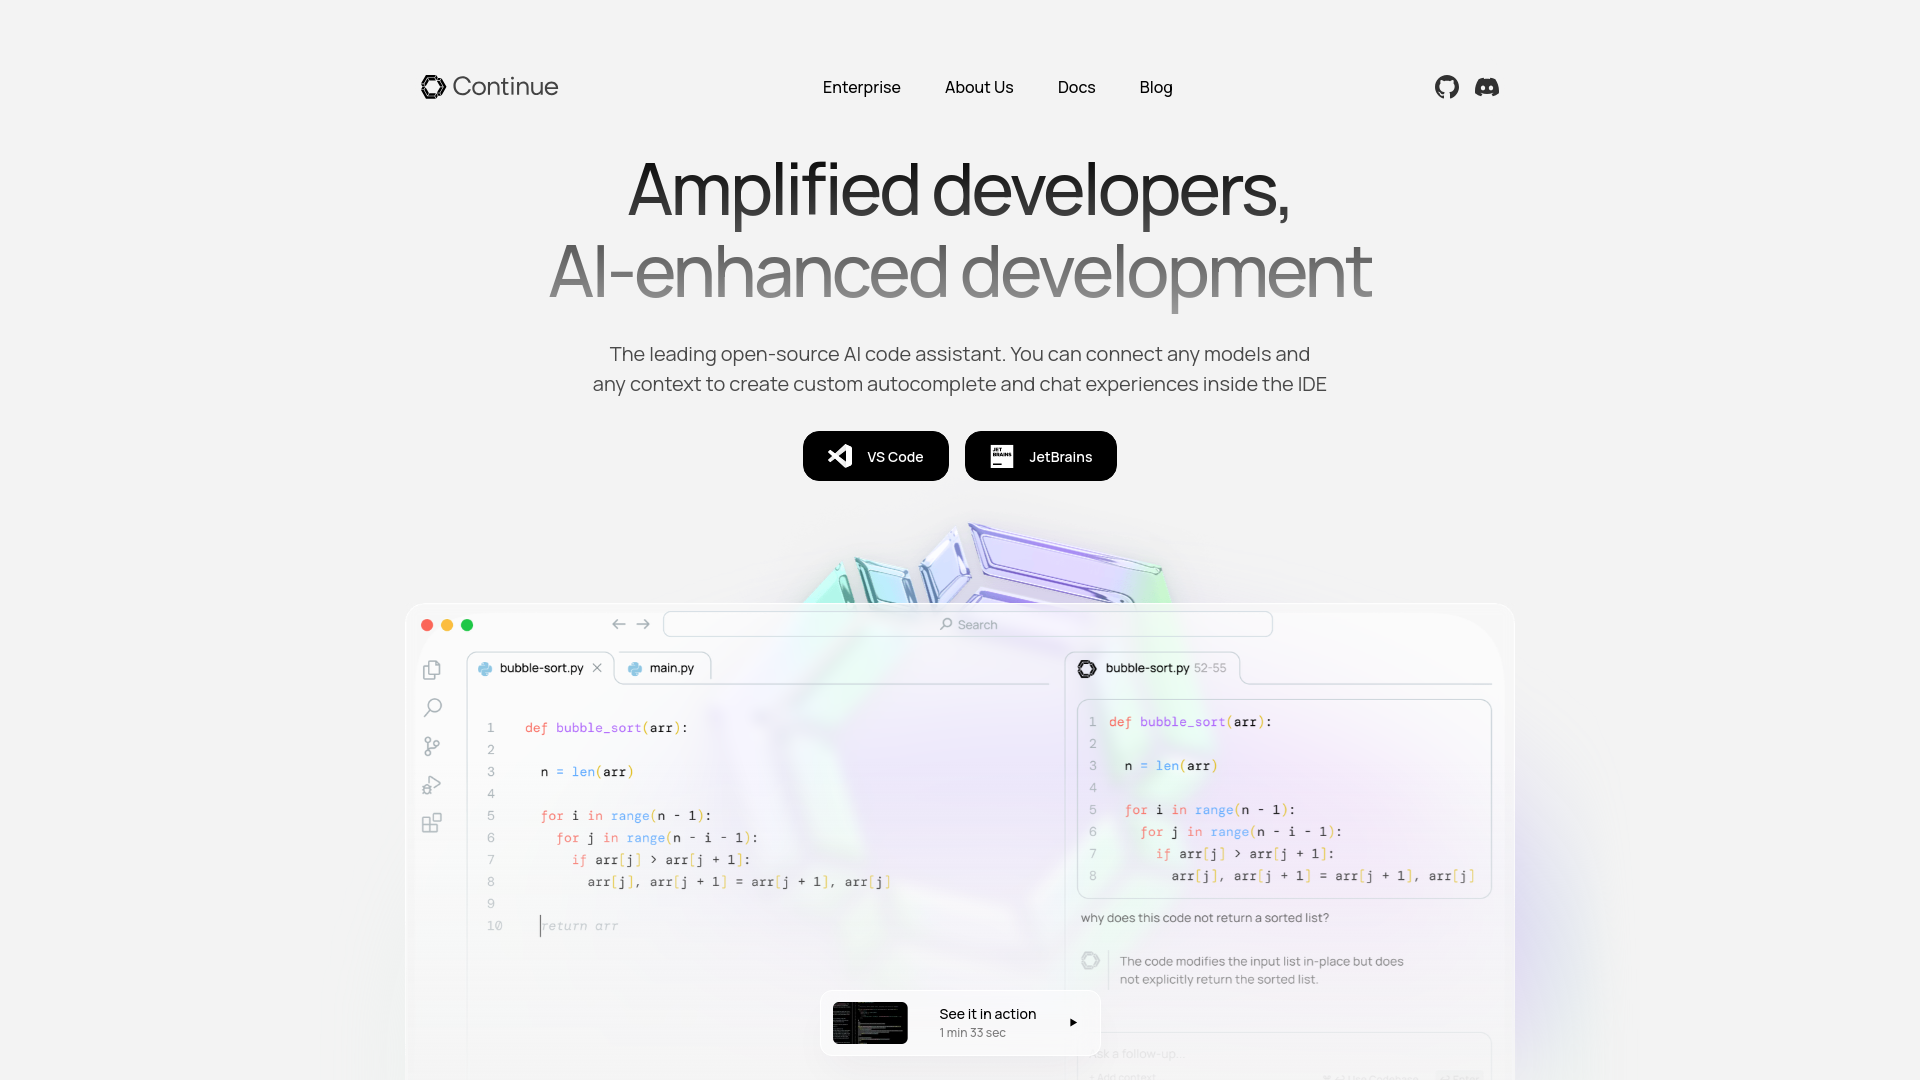 Continue
Enterprise
About Us
Docs
Blog
Amplified developers,
AI-enhanced development
The leading open-source AI code assistant. You can connect any models and
any context to create custom autocomplete and chat experiences inside the IDE
VS Code
JET
BRAINS
JetBrains
Search
bubble-sort.py
main.py
1 def bubble_sort(arr):
2
3 n = len(arr)
4
5 for i in range(n - 1):
6 for j in range(n - i - 1):
7 if arr[j] > arr[j + 1]:
8 arr[j], arr[j + 1] = arr[j + 1], arr[j]
9
10 return arr
bubble-sort.py 52-55
1 def bubble_sort(arr):
2
3 n = len(arr)
4
5 for i in range(n - 1):
6 for j in range(n - i - 1):
7 if arr[j] > arr[j + 1]:
8 arr[j], arr[j + 1] = arr[j + 1], arr[j]
why does this code not return a sorted list?
The code modifies the input list in-place but does
not explicitly return the sorted list.
See it in action
1 min 33 sec
Ask a follow-up...